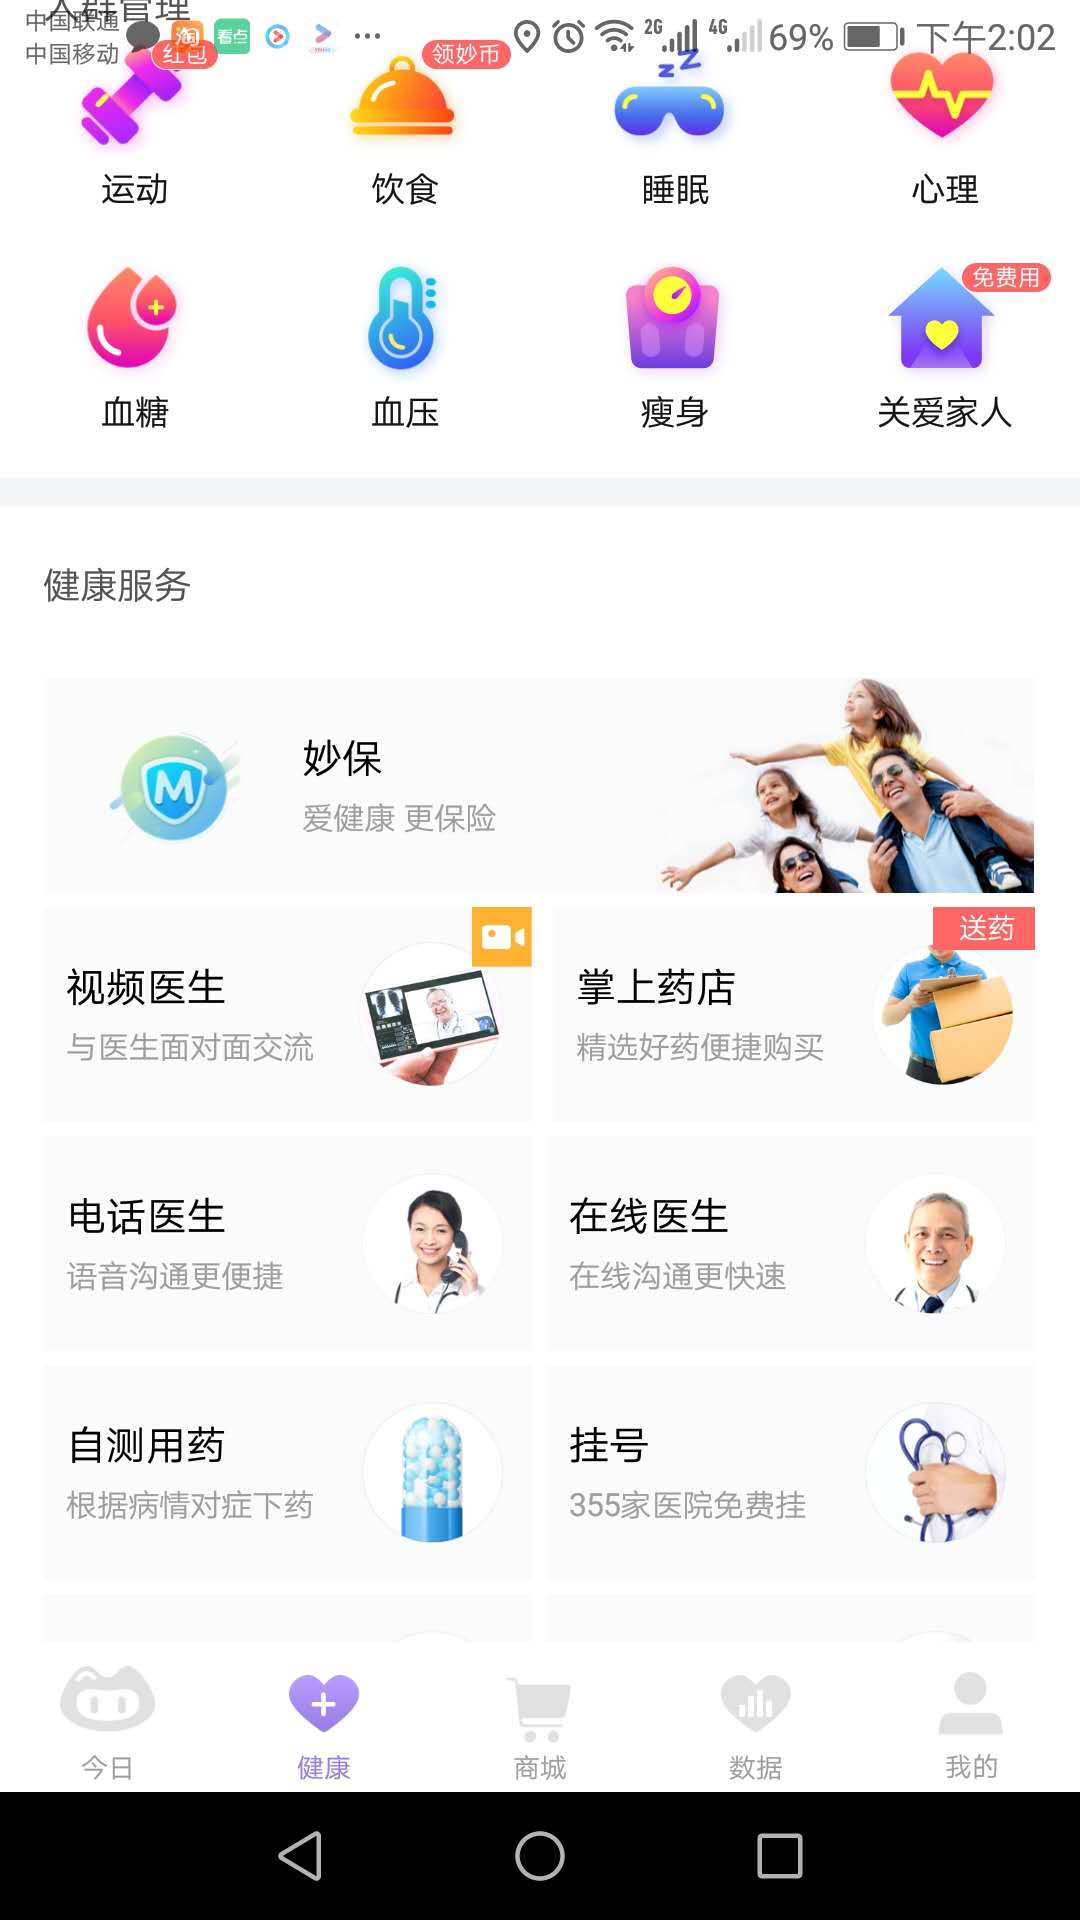 人群管理
中国联通
中国移动
淘
看点
2G
4G
69%
下午2:02
红包
领妙币
运动
饮食
睡眠
心理
免费用
血糖
血压
瘦身
关爱家人
健康服务
妙保
爱健康 更保险
送药
视频医生
掌上药店
与医生面对面交流
精选好药便捷购买
电话医生
在线医生
语音沟通更便捷
在线沟通更快速
自测用药
挂号
根据病情对症下药
355家医院免费挂
今日
健康
商城
数据
我的